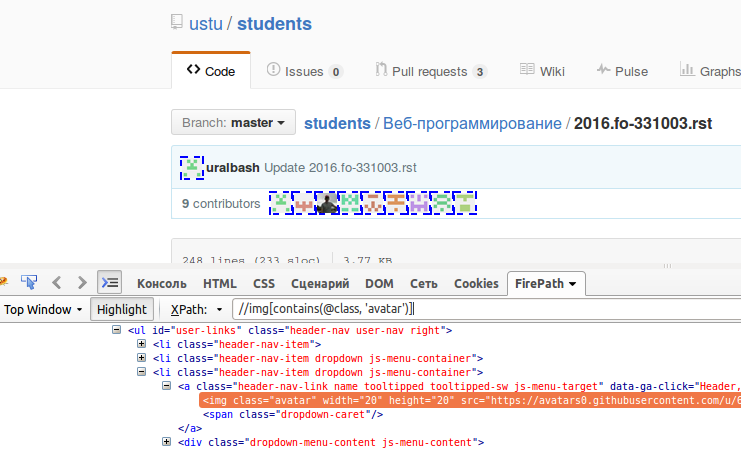 ustu / students
Code Issues 0 Pull requests 3 Wiki Pulse Graphs
Branch: master students / Веб-программирование / 2016.fo-331003.rst
uralbash Update 2016.fo-331003.rst
9 contributors
248 lines (233 sloc) 3.77 KB
Консоль HTML CSS Сценарий DOM Сеть Cookies FirePath
Top Window Highlight XPath: //img[contains(@class, 'avatar')]
<ul id="user-links" class="header-nav user-nav right">
<li class="header-nav-item">
<li class="header-nav-item dropdown js-menu-container">
<li class="header-nav-item dropdown js-menu-container">
<a class="header-nav-link name tooltipped tooltipped-sw js-menu-target" data-ga-click="Header,
<img class="avatar" width="20" height="20" src="https://avatars0.githubusercontent.com/u/6
<span class="dropdown-caret"/>
</a>
<div class="dropdown-menu-content js-menu-content">